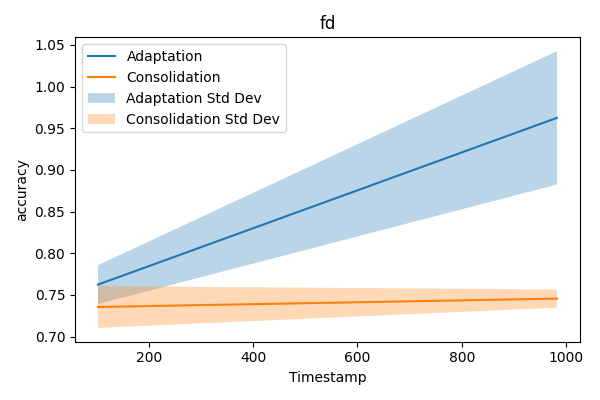 fd
1.05
1.00
0.95
0.90
0.85
0.80
0.75
0.70
accuracy
Adaptation
Consolidation
Adaptation Std Dev
Consolidation Std Dev
200
400
600
800
1000
Timestamp